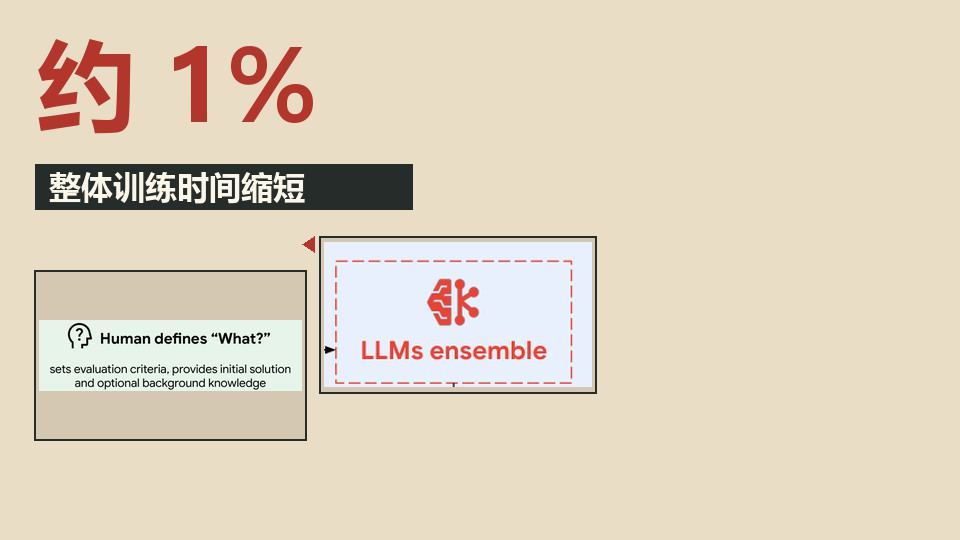 约 1%
整体训练时间缩短
Human defines “What?”
sets evaluation criteria, provides initial solution
and optional background knowledge
LLMs ensemble